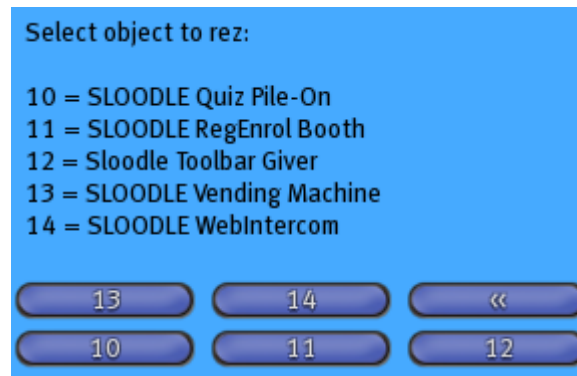 Select object to rez:
10 = SLOODLE Quiz Pile-On
11 = SLOODLE RegEnrol Booth
12 = Sloodle Toolbar Giver
13 = SLOODLE Vending Machine
14 = SLOODLE WebIntercom
13 14 «
10 11 12